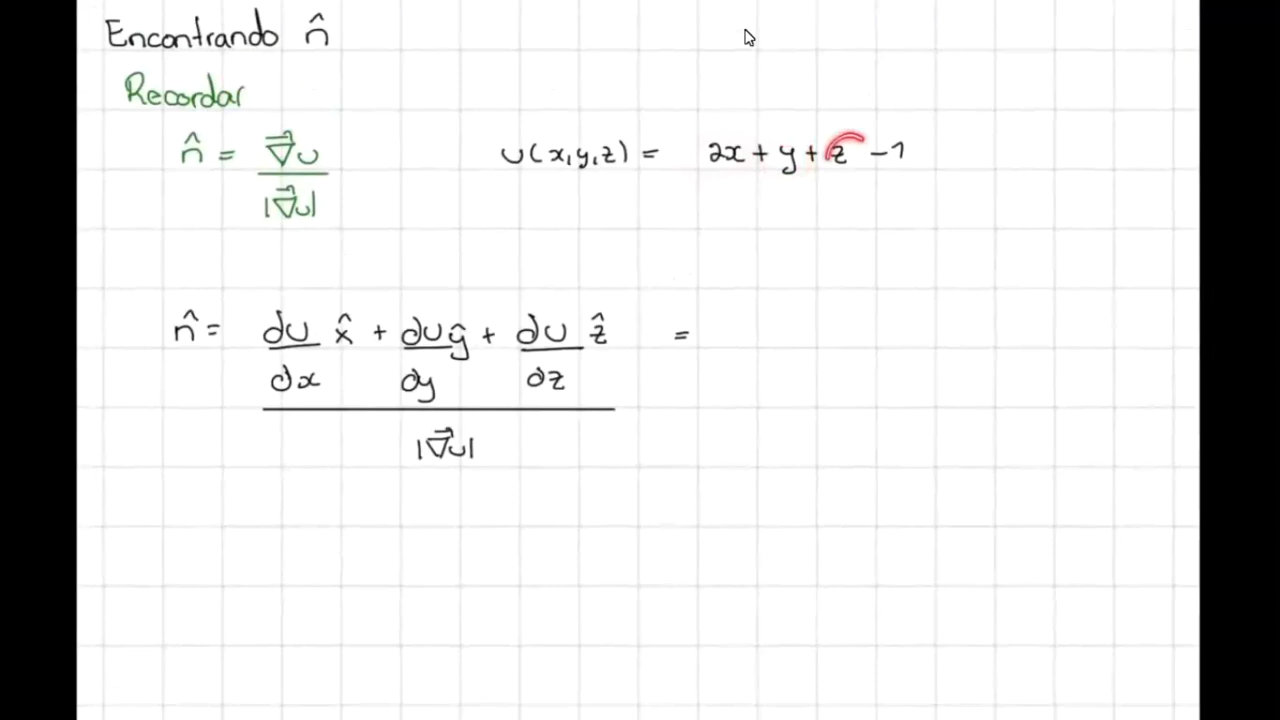 Encontrando n̂
Recordar
n̂ = ∇⃗U / |∇⃗U|
U(x,y,z) = 2x + y + z - 1
n̂ = (∂U/∂x x̂ + ∂U/∂y ŷ + ∂U/∂z ẑ) / |∇⃗U| =